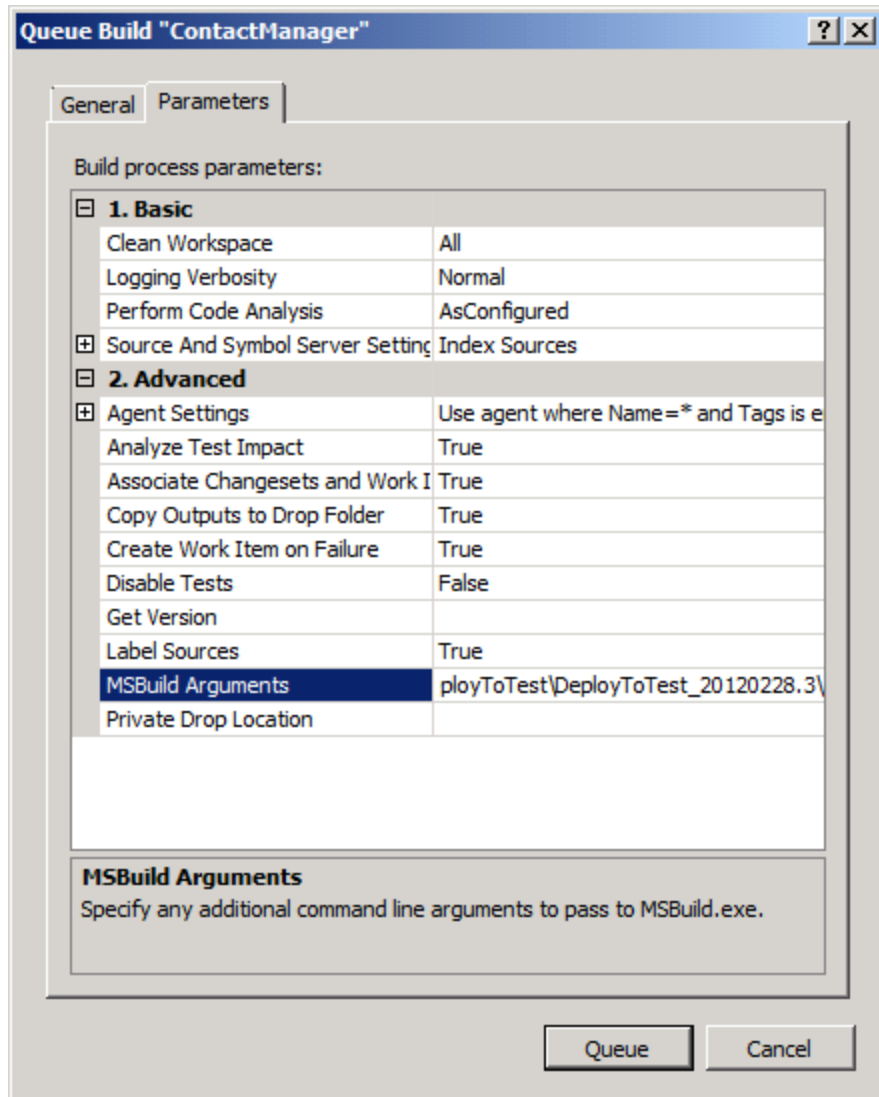 Queue Build "ContactManager"
General Parameters
Build process parameters:
1. Basic
Clean Workspace All
Logging Verbosity Normal
Perform Code Analysis AsConfigured
Source And Symbol Server Setting Index Sources
2. Advanced
Agent Settings Use agent where Name=* and Tags is e
Analyze Test Impact True
Associate Changesets and Work I True
Copy Outputs to Drop Folder True
Create Work Item on Failure True
Disable Tests False
Get Version
Label Sources True
MSBuild Arguments ployToTest\DeployToTest_20120228.3\
Private Drop Location
MSBuild Arguments
Specify any additional command line arguments to pass to MSBuild.exe.
Queue Cancel